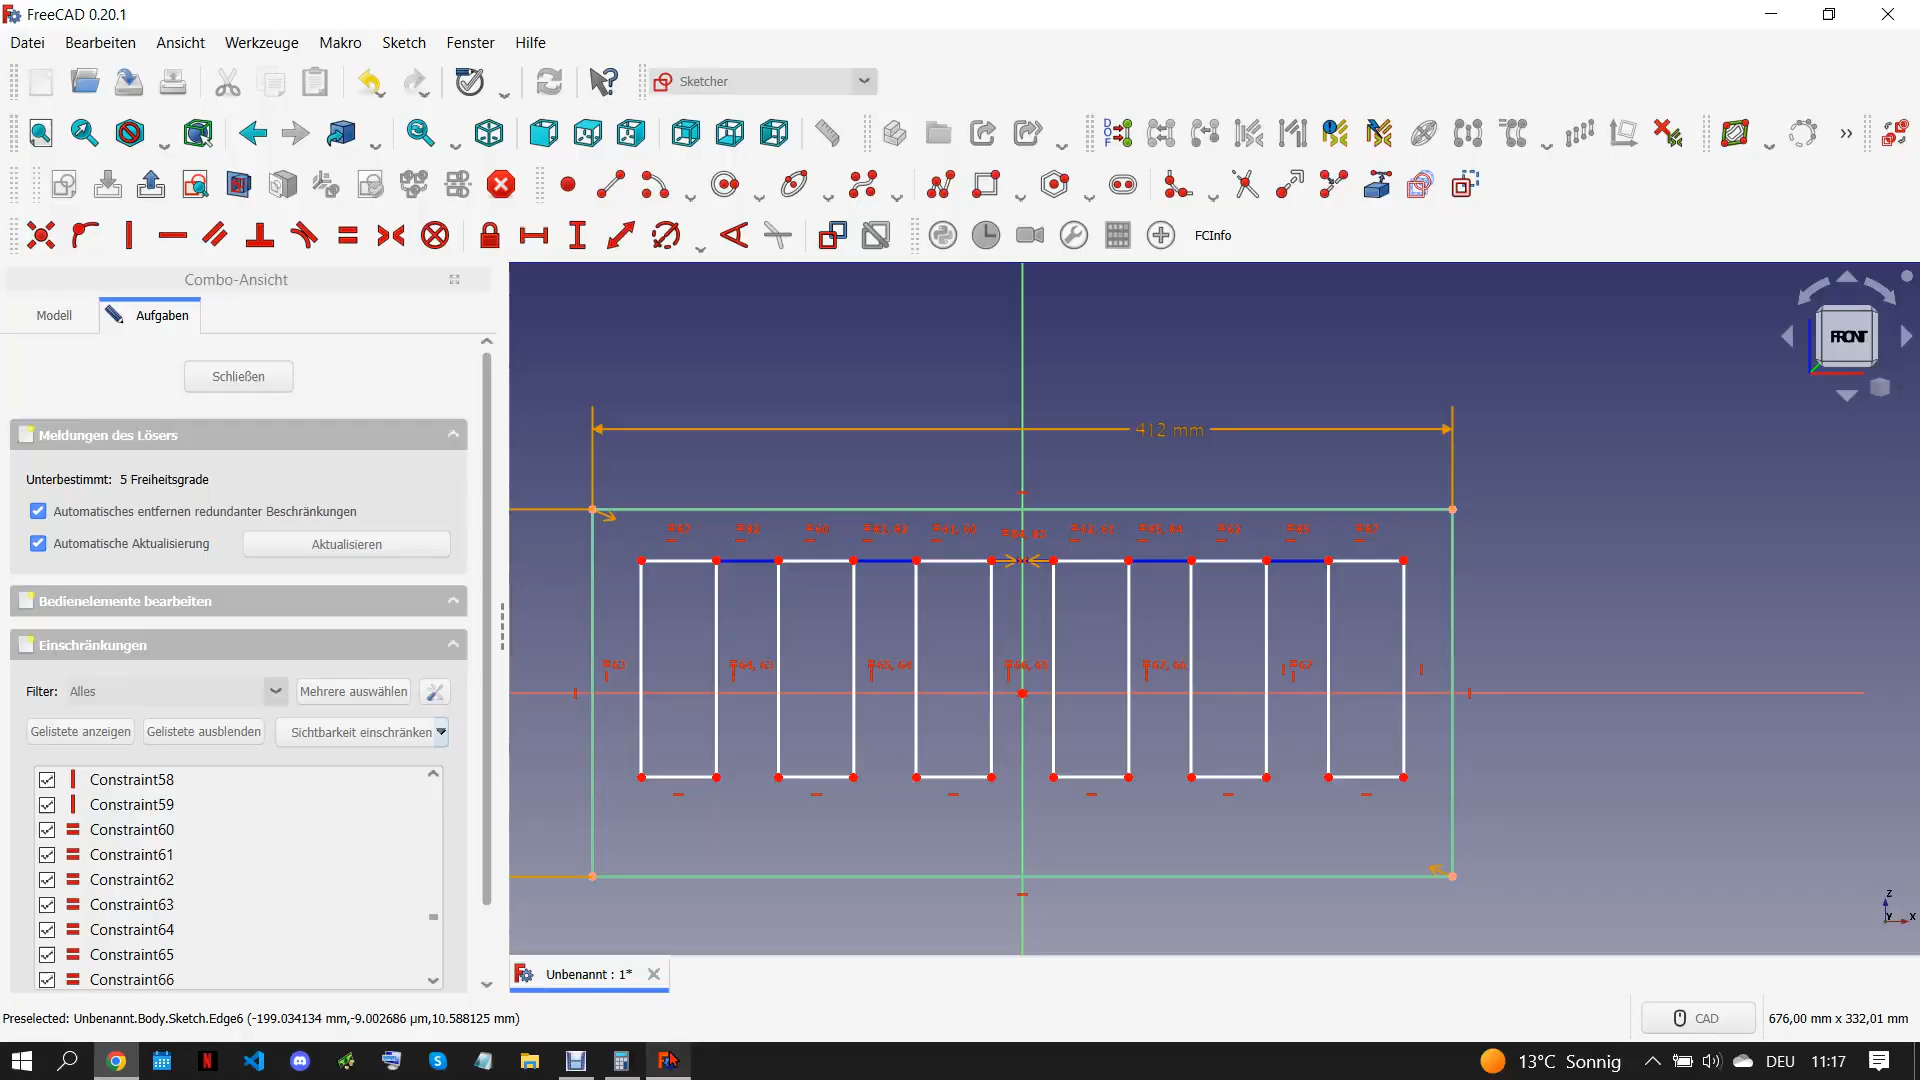 FreeCAD 0.20.1
Datei Bearbeiten Ansicht Werkzeuge Makro Sketch Fenster Hilfe
Sketcher
FCInfo
Combo-Ansicht
Modell Aufgaben
FRONT
Schließen
412 mm
Meldungen des Lösers
Unterbestimmt: 5 Freiheitsgrade
Automatisches entfernen redundanter Beschränkungen
Automatische Aktualisierung Aktualisieren
Bedienelemente bearbeiten
Einschränkungen
Filter: Alles Mehrere auswählen
Gelistete anzeigen Gelistete ausblenden Sichtbarkeit einschränken
Constraint58
Constraint59
Constraint60
Constraint61
Constraint62
Constraint63
Constraint64
Constraint65
Constraint66
Z
Y X
Unbenannt : 1*
Preselected: Unbenannt.Body.Sketch.Edge6 (-199.034134 mm,-9.002686 µm,10.588125 mm)
CAD 676,00 mm x 332,01 mm
13°C Sonnig DEU 11:17